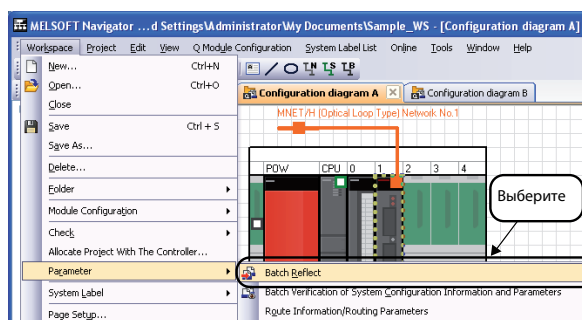 MELSOFT Navigator ...d Settings\Administrator\My Documents\Sample_WS - [Configuration diagram A]
Workspace Project Edit View Q Module Configuration System Label List Online Tools Window Help
New... Ctrl+N
Open... Ctrl+O
Close
Save Ctrl + S
Save As...
Delete...
Folder
Module Configuration
Check
Allocate Project With The Controller...
Parameter
System Label
Page Setup...
Configuration diagram A
Configuration diagram B
MNET/H (Optical Loop Type) Network No.1
POW CPU 0 1 2 3 4
Выберите
Batch Reflect
Batch Verification of System Configuration Information and Parameters
Route Information/Routing Parameters